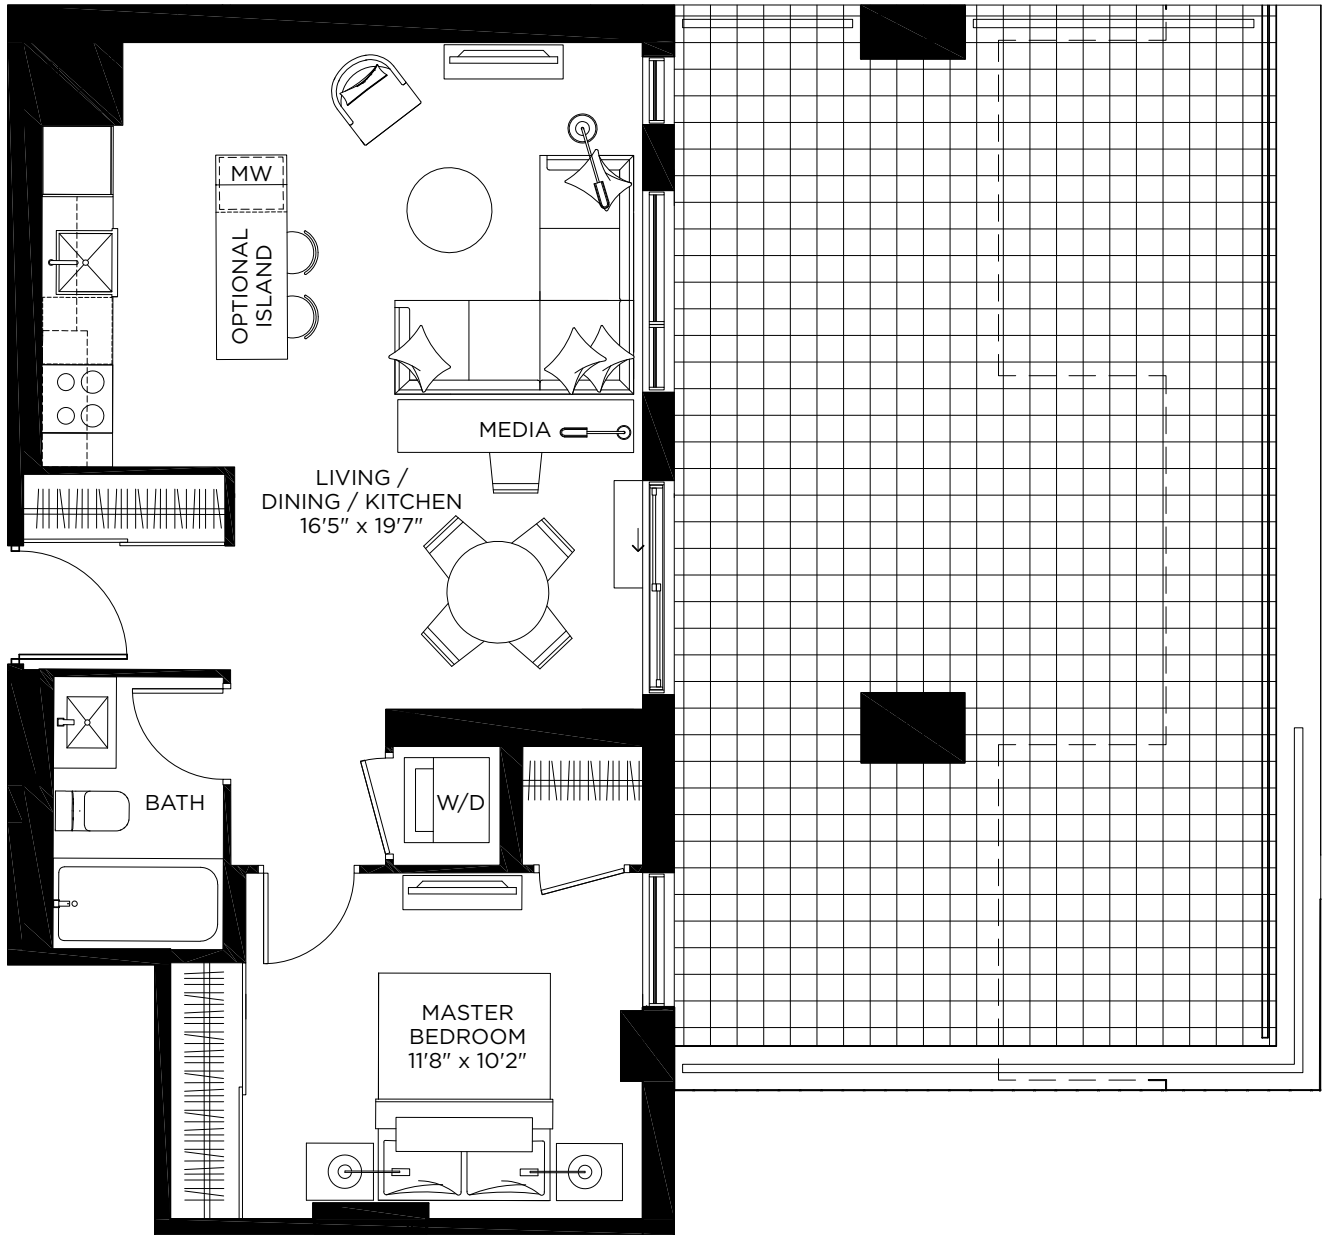 MW
OPTIONAL
ISLAND
MEDIA
LIVING /
DINING / KITCHEN
16'5" x 19'7"
W/D
BATH
MASTER
BEDROOM
11'8" x 10'2"